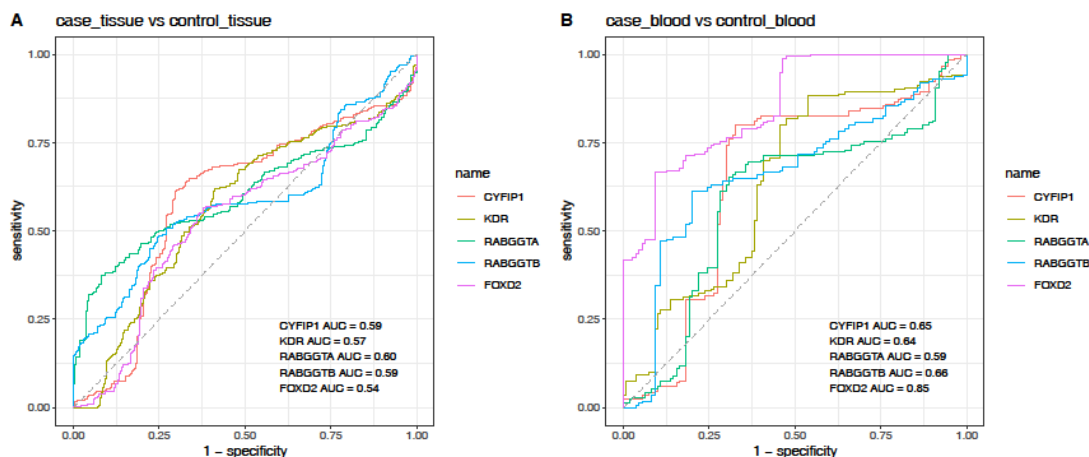 A case_tissue vs control_tissue
1.00
0.75
0.50
0.25
0.00
sensitivity
0.00 0.25 0.50 0.75 1.00
1 − specificity
CYFIP1 AUC = 0.59
KDR AUC = 0.57
RABGGTA AUC = 0.60
RABGGTB AUC = 0.59
FOXD2 AUC = 0.54
name
CYFIP1
KDR
RABGGTA
RABGGTB
FOXD2
B case_blood vs control_blood
1.00
0.75
0.50
0.25
0.00
sensitivity
0.00 0.25 0.50 0.75 1.00
1 − specificity
CYFIP1 AUC = 0.65
KDR AUC = 0.64
RABGGTA AUC = 0.59
RABGGTB AUC = 0.66
FOXD2 AUC = 0.85
name
CYFIP1
KDR
RABGGTA
RABGGTB
FOXD2